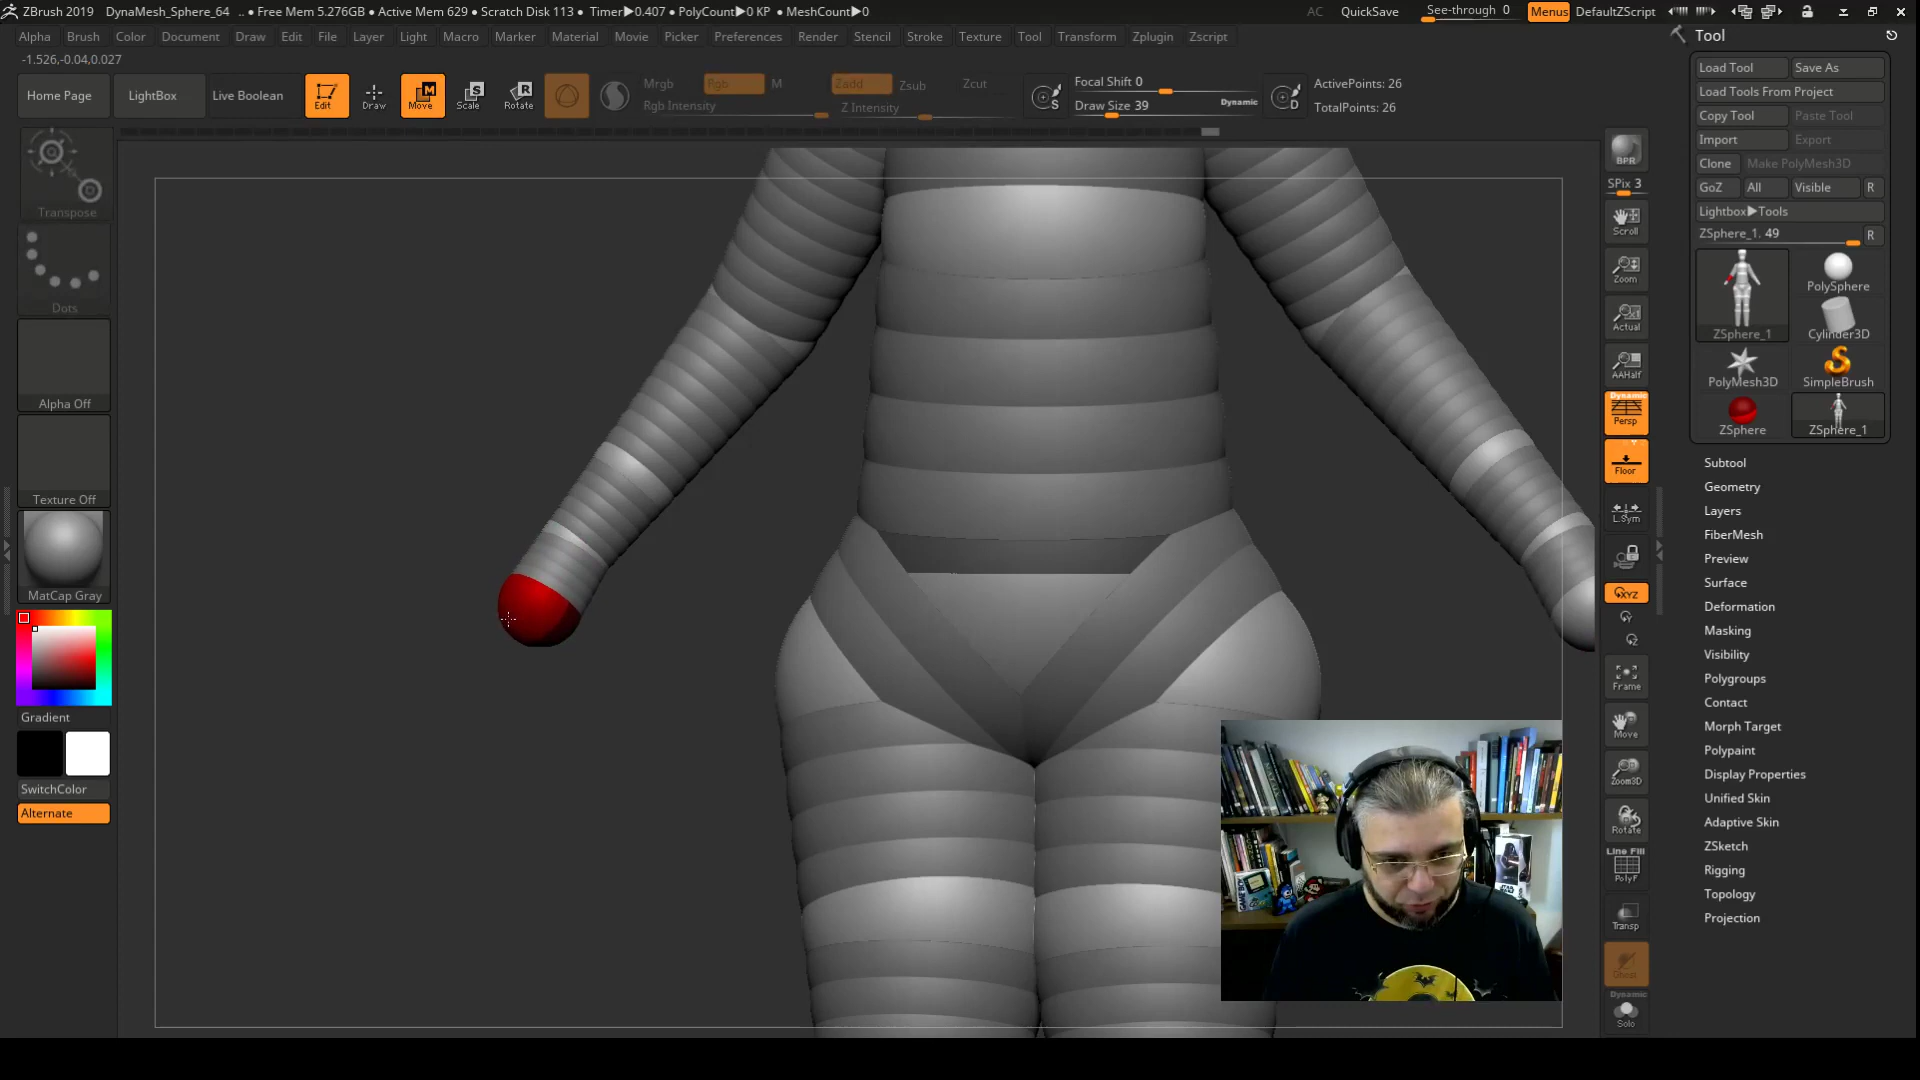 ZBrush 2019 DynaMesh_Sphere_64 .. • Free Mem 5.276GB • Active Mem 629 • Scratch Disk 113 • Timer▶0.407 • PolyCount▶0 KP • MeshCount▶0 AC QuickSave See-through 0 Menus DefaultZScript
Alpha Brush Color Document Draw Edit File Layer Light Macro Marker Material Movie Picker Preferences Render Stencil Stroke Texture Tool Transform Zplugin Zscript
-1.526,-0.04,0.027
Home Page LightBox Live Boolean Edit Draw Move Scale Rotate
Mrgb Rgb M Zadd Zsub Zcut
Rgb Intensity Z Intensity
Focal Shift 0
Draw Size 39 Dynamic
ActivePoints: 26
TotalPoints: 26
Transpose
Dots
Alpha Off
Texture Off
MatCap Gray
Gradient
SwitchColor
Alternate
BPR
SPix 3
Scroll
Zoom
Actual
AAHalf
Dynamic
Persp
Floor
L.Sym
XYZ
Frame
Move
Zoom3D
Rotate
Line Fill
PolyF
Transp
Ghost
Dynamic
Solo
Tool
Load Tool Save As
Load Tools From Project
Copy Tool Paste Tool
Import Export
Clone Make PolyMesh3D
GoZ All Visible R
Lightbox▶Tools
ZSphere_1. 49 R
ZSphere_1 PolySphere
Cylinder3D
PolyMesh3D SimpleBrush
ZSphere ZSphere_1
Subtool
Geometry
Layers
FiberMesh
Preview
Surface
Deformation
Masking
Visibility
Polygroups
Contact
Morph Target
Polypaint
Display Properties
Unified Skin
Adaptive Skin
ZSketch
Rigging
Topology
Projection